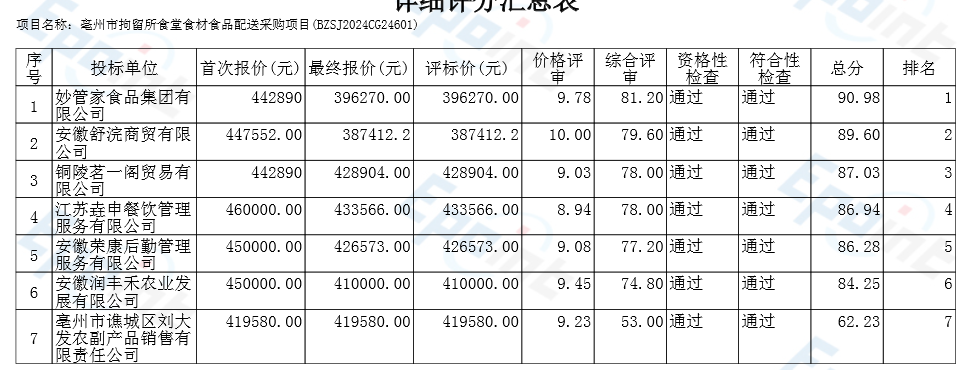 详细评分汇总表
项目名称：亳州市拘留所食堂食材食品配送采购项目(BZSJ2024CG24601)
序号 投标单位 首次报价(元) 最终报价(元) 评标价(元) 价格评审 综合评审 资格性检查 符合性检查 总分 排名
1 妙管家食品集团有限公司 442890 396270.00 396270.00 9.78 81.20 通过 通过 90.98 1
2 安徽舒浣商贸有限公司 447552.00 387412.2 387412.2 10.00 79.60 通过 通过 89.60 2
3 铜陵茗一阁贸易有限公司 442890 428904.00 428904.00 9.03 78.00 通过 通过 87.03 3
4 江苏垚申餐饮管理服务有限公司 460000.00 433566.00 433566.00 8.94 78.00 通过 通过 86.94 4
5 安徽荣康后勤管理服务有限公司 450000.00 426573.00 426573.00 9.08 77.20 通过 通过 86.28 5
6 安徽润丰禾农业发展有限公司 450000.00 410000.00 410000.00 9.45 74.80 通过 通过 84.25 6
7 亳州市谯城区刘大发农副产品销售有限责任公司 419580.00 419580.00 419580.00 9.23 53.00 通过 通过 62.23 7